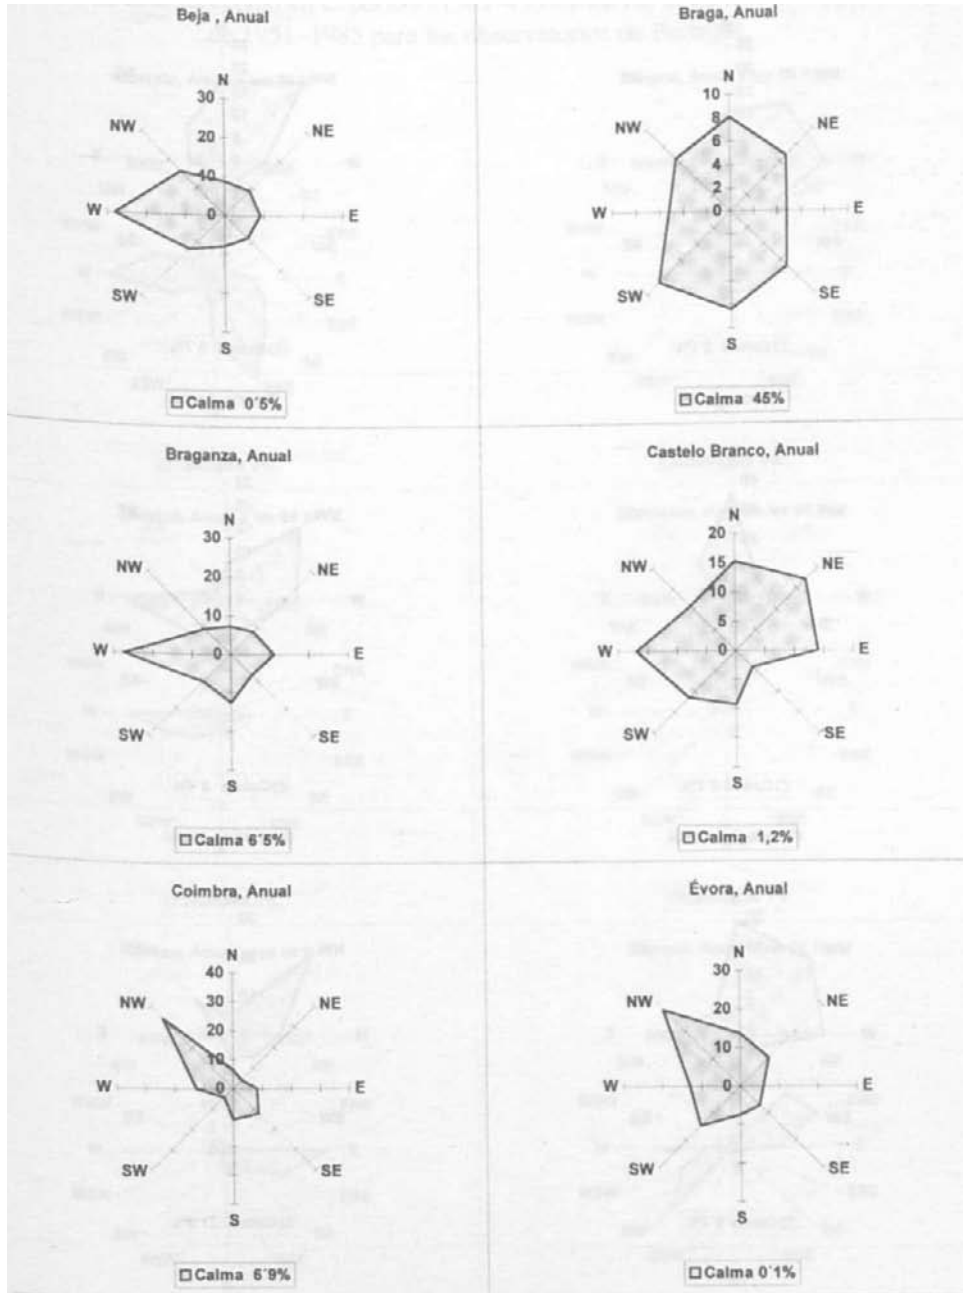 Beja , Anual
N
30
NW
NE
20
10
W
0
E
SW
SE
S
Calma 0´5%
Braga, Anual
N
10
NW
8
NE
6
4
2
W
0
E
SW
SE
S
Calma 45%
Braganza, Anual
N
30
NW
NE
20
10
W
0
E
SW
SE
S
Calma 6´5%
Castelo Branco, Anual
N
20
NW
15
NE
10
5
W
0
E
SW
SE
S
Calma 1,2%
Coimbra, Anual
N
40
NW
30
NE
20
10
W
0
E
SW
SE
S
Calma 6´9%
Évora, Anual
N
30
NW
NE
20
10
W
0
E
SW
SE
S
Calma 0´1%